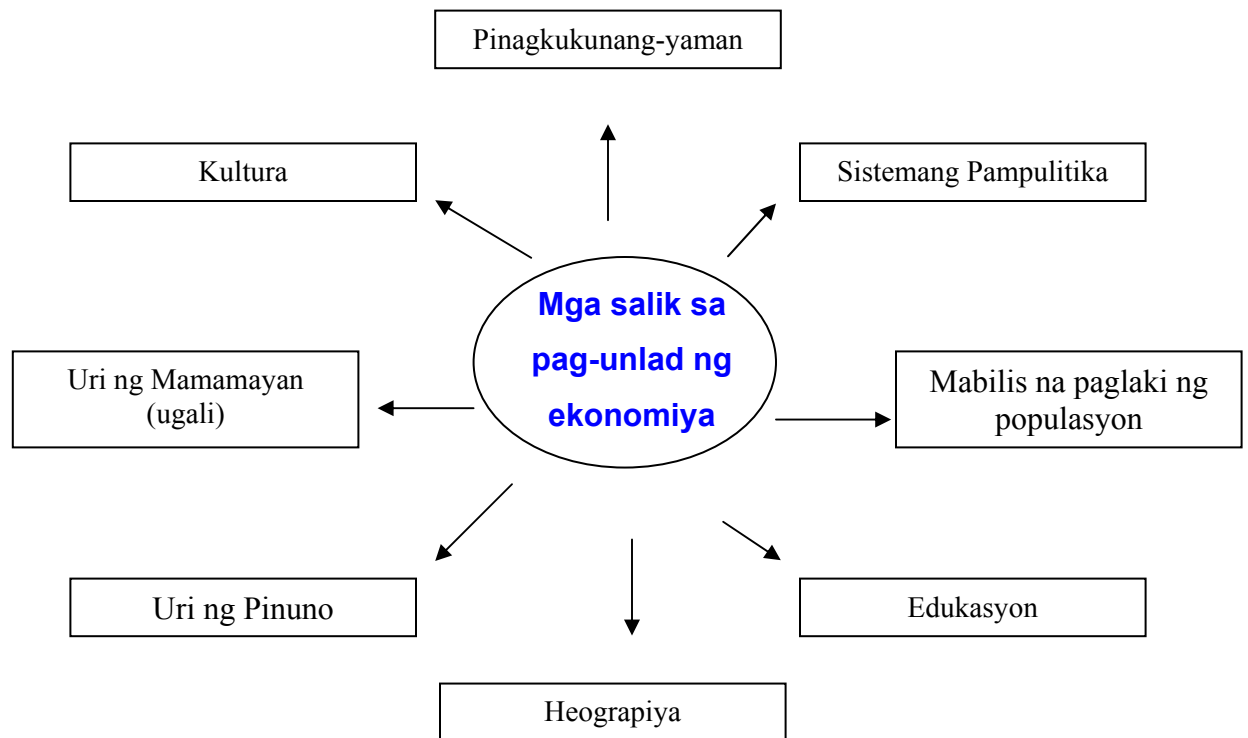 Pinagkukunang-yaman
Kultura
Sistemang Pampulitika
Mga salik sa
pag-unlad ng
ekonomiya
Uri ng Mamamayan
(ugali)
Mabilis na paglaki ng
populasyon
Uri ng Pinuno
Edukasyon
Heograpiya